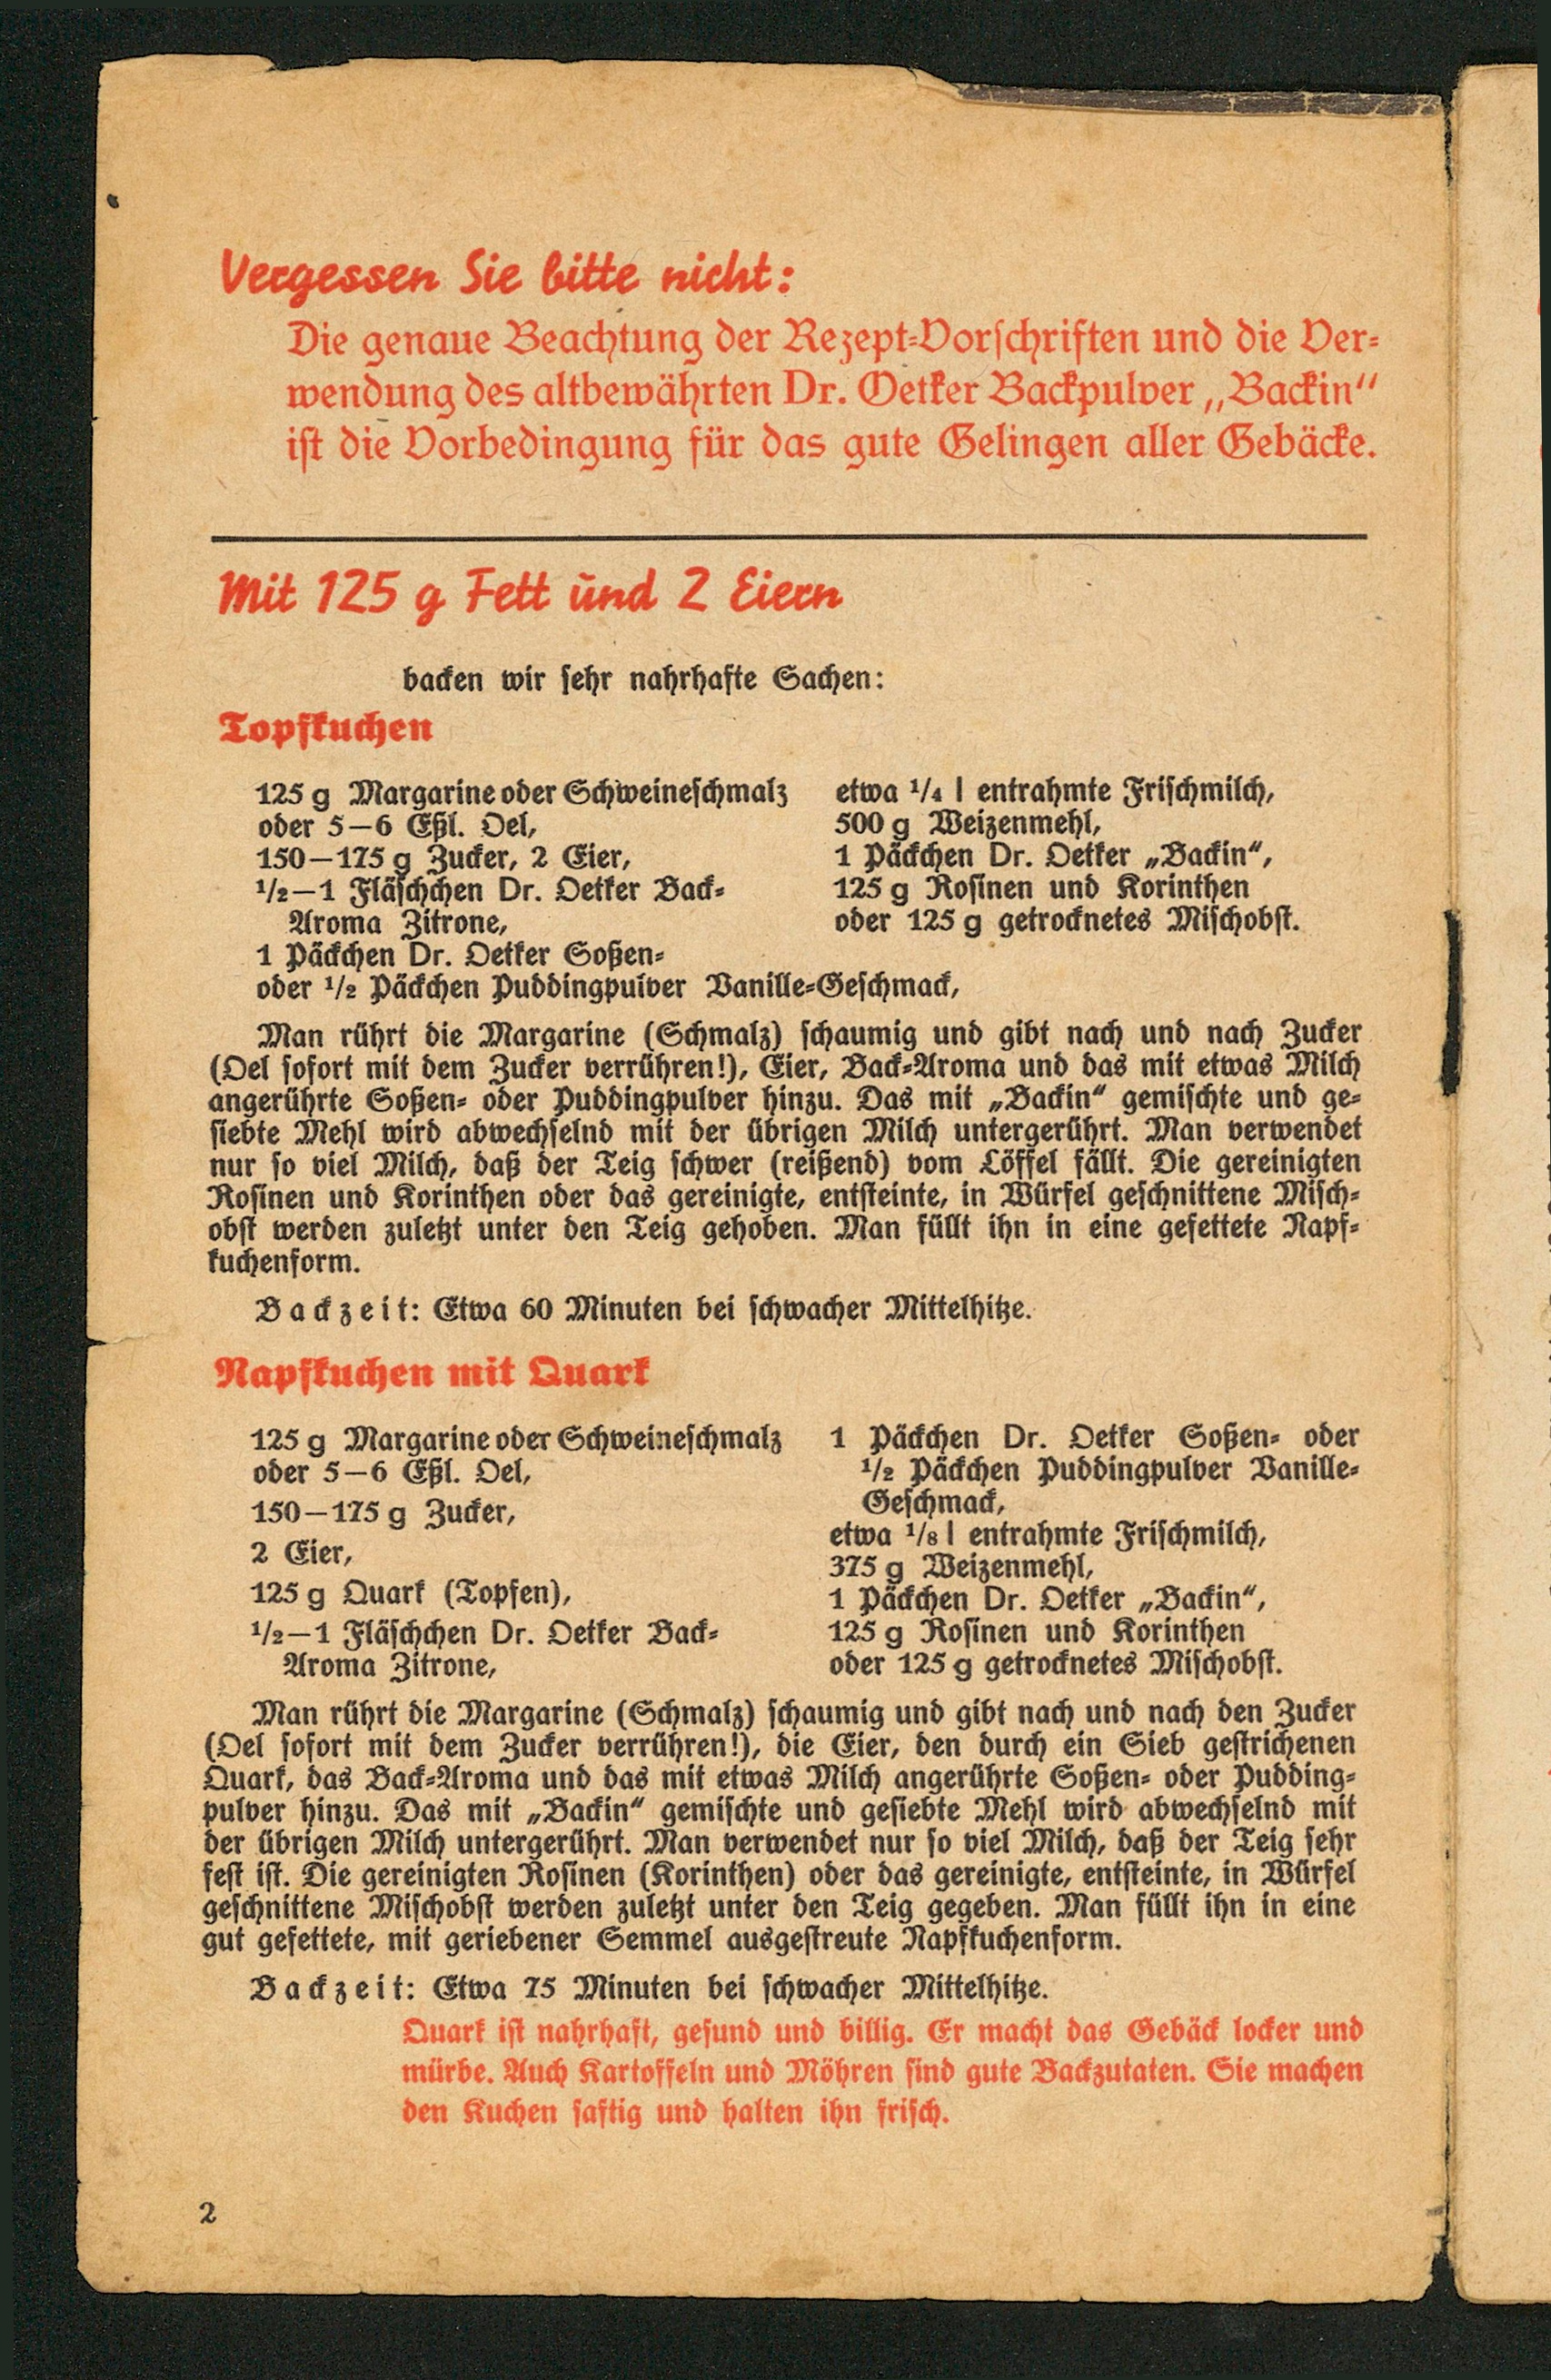 Vergessen Sie bitte nicht:
Die genaue Beachtung der Rezept-Vorschriften und die Ver-
wendung des altbewährten Dr. Oetker Backpulver „Backin“
ist die Vorbedingung für das gute Gelingen aller Gebäcke.
Mit 125 g Fett und 2 Eiern
backen wir sehr nahrhafte Sachen:
Topfkuchen
125 g Margarine oder Schweineschmalz
oder 5–6 Eßl. Oel,
150–175 g Zucker, 2 Eier,
1/2–1 Fläschchen Dr. Oetker Back-
Aroma Zitrone,
1 Päckchen Dr. Oetker Soßen-
oder 1/2 Päckchen Puddingpulver Vanille-Geschmack,
etwa 1/4 l entrahmte Frischmilch,
500 g Weizenmehl,
1 Päckchen Dr. Oetker „Backin“,
125 g Rosinen und Korinthen
oder 125 g getrocknetes Mischobst.
Man rührt die Margarine (Schmalz) schaumig und gibt nach und nach Zucker
(Oel sofort mit dem Zucker verrühren!), Eier, Back-Aroma und das mit etwas Milch
angerührte Soßen- oder Puddingpulver hinzu. Das mit „Backin“ gemischte und ge-
siebte Mehl wird abwechselnd mit der übrigen Milch untergerührt. Man verwendet
nur so viel Milch, daß der Teig schwer (reißend) vom Löffel fällt. Die gereinigten
Rosinen und Korinthen oder das gereinigte, entsteinte, in Würfel geschnittene Misch-
obst werden zuletzt unter den Teig gehoben. Man füllt ihn in eine gefettete Napf-
kuchenform.
Backzeit: Etwa 60 Minuten bei schwacher Mittelhitze.
Napfkuchen mit Quark
125 g Margarine oder Schweineschmalz
oder 5–6 Eßl. Oel,
150–175 g Zucker,
2 Eier,
125 g Quark (Topfen),
1/2–1 Fläschchen Dr. Oetker Back-
Aroma Zitrone,
1 Päckchen Dr. Oetker Soßen- oder
1/2 Päckchen Puddingpulver Vanille-
Geschmack,
etwa 1/8 l entrahmte Frischmilch,
375 g Weizenmehl,
1 Päckchen Dr. Oetker „Backin“,
125 g Rosinen und Korinthen
oder 125 g getrocknetes Mischobst.
Man rührt die Margarine (Schmalz) schaumig und gibt nach und nach den Zucker
(Oel sofort mit dem Zucker verrühren!), die Eier, den durch ein Sieb gestrichenen
Quark, das Back-Aroma und das mit etwas Milch angerührte Soßen- oder Pudding-
pulver hinzu. Das mit „Backin“ gemischte und gesiebte Mehl wird abwechselnd mit
der übrigen Milch untergerührt. Man verwendet nur so viel Milch, daß der Teig sehr
fest ist. Die gereinigten Rosinen (Korinthen) oder das gereinigte, entsteinte, in Würfel
geschnittene Mischobst werden zuletzt unter den Teig gegeben. Man füllt ihn in eine
gut gefettete, mit geriebener Semmel ausgestreute Napfkuchenform.
Backzeit: Etwa 75 Minuten bei schwacher Mittelhitze.
Quark ist nahrhaft, gesund und billig. Er macht das Gebäck locker und
mürbe. Auch Kartoffeln und Möhren sind gute Backzutaten. Sie machen
den Kuchen saftig und halten ihn frisch.
2